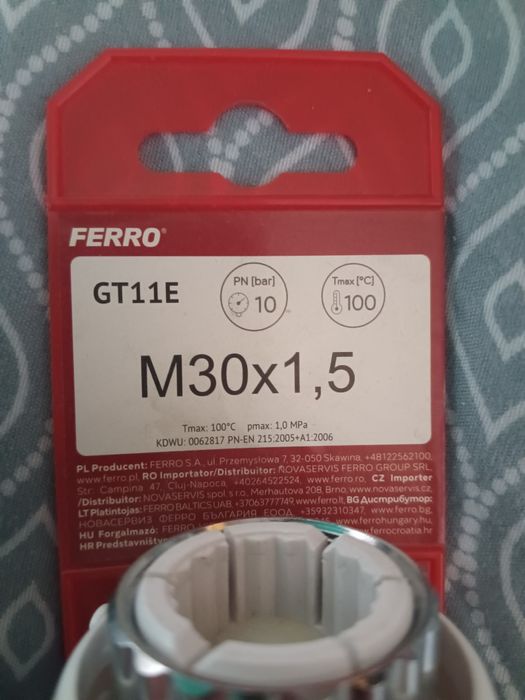 FERRO®
GT11E
PN [bar]
10
Tmax [°C]
100
M30x1,5
Tmax: 100°C pmax: 1,0 MPa
KDWU: 0062817 PN-EN 215:2005+A1:2006
PL Producent: FERRO S.A., ul. Przemysłowa 7, 32-050 Skawina, +48122562100,
www.ferro.pl, RO Importator/Distribuitor: NOVASERVIS FERRO GROUP SRL,
Str. Campina 47, Cluj-Napoca, +40264522524, www.ferro.ro, CZ Importer
/Distributor: NOVASERVIS spol. s r.o., Merhautova 208, Brno, www.novaservis.cz,
LT Platintojas: FERRO BALTICS UAB, +37063777749 www.ferro.lt, BG Дистрибутор:
НОВАСЕРВИС ФЕРРО БЪЛГАРИЯ ЕООД, +35932310347, www.ferro.bg,
HU Forgalmazó: FERRO www.ferrohungary.hu,
HR Predstavništvo ferrocroatia.hr